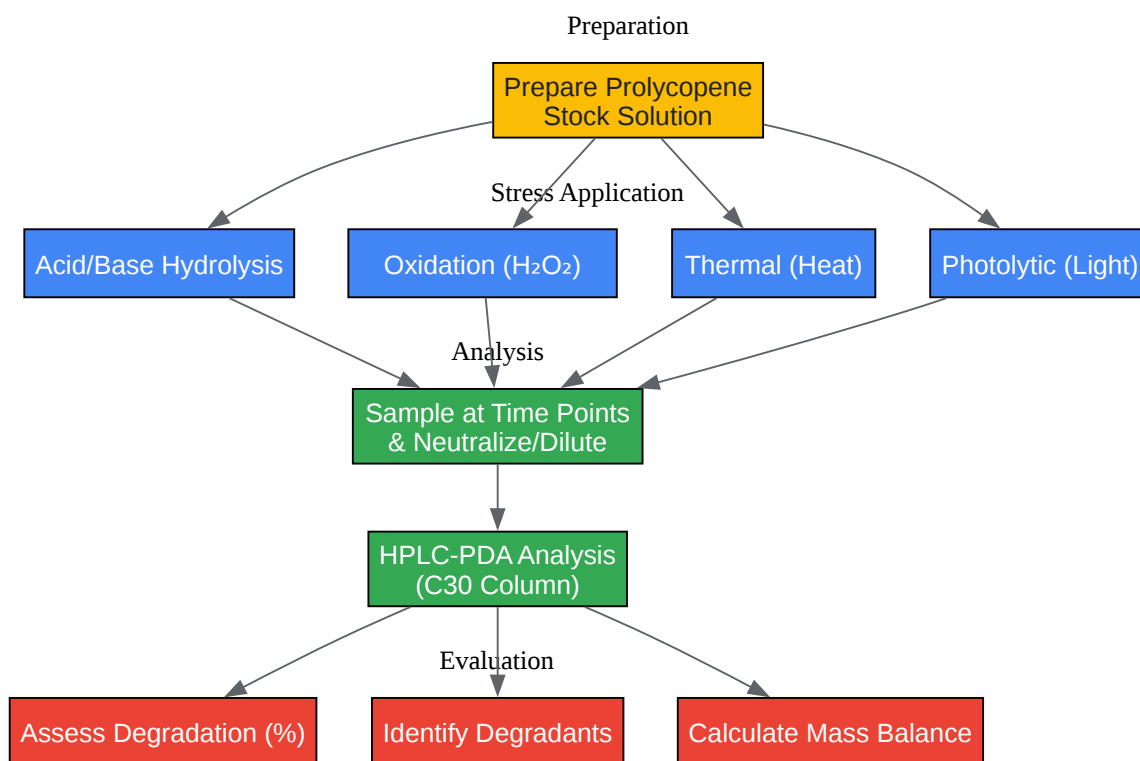 Preparation
Prepare Prolycopene
Stock Solution
Stress Application
Acid/Base Hydrolysis
Oxidation (H₂O₂)
Thermal (Heat)
Photolytic (Light)
Analysis
Sample at Time Points
& Neutralize/Dilute
HPLC-PDA Analysis
(C30 Column)
Evaluation
Assess Degradation (%)
Identify Degradants
Calculate Mass Balance